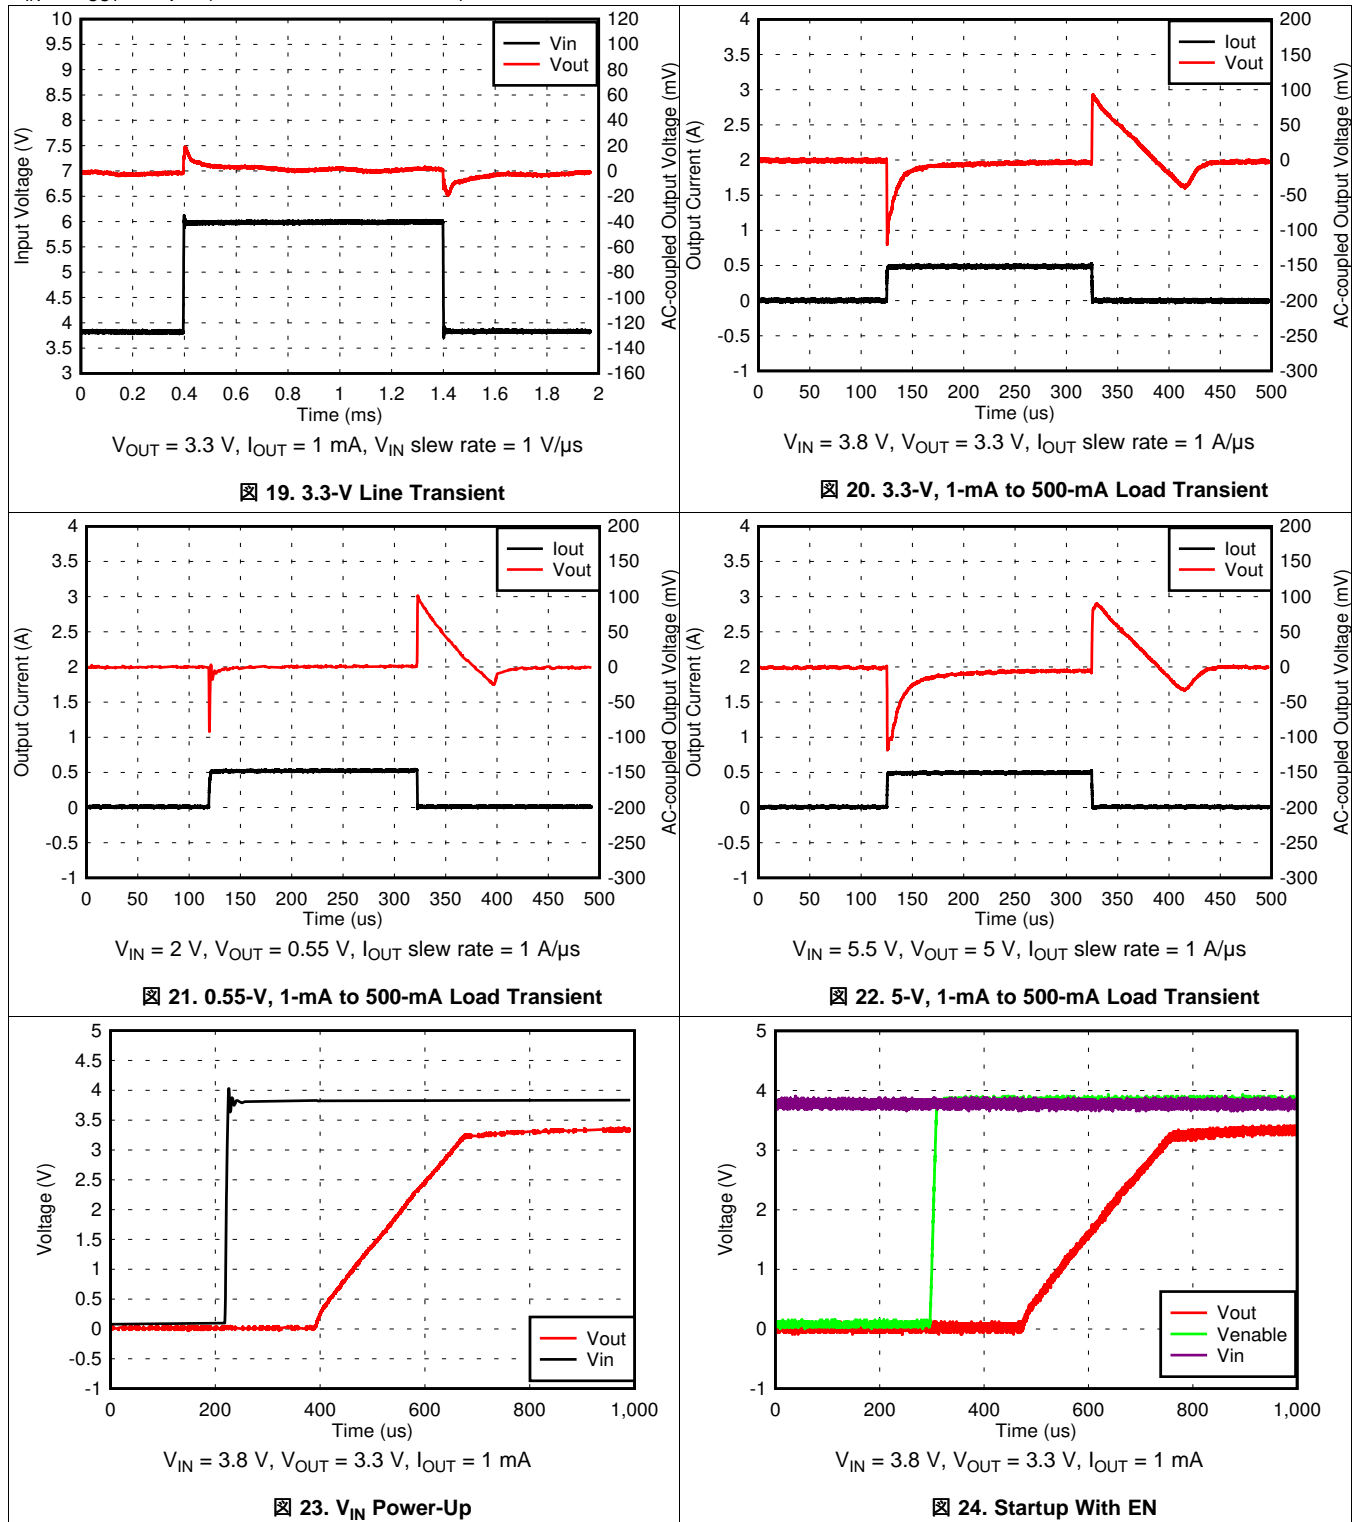 10
9.5
9
8.5
8
7.5
7
6.5
6
5.5
5
4.5
4
3.5
3
Input Voltage (V)
120
100
80
60
40
20
0
-20
-40
-60
-80
-100
-120
-140
-160
AC-coupled Output Voltage (mV)
Vin
Vout
0 0.2 0.4 0.6 0.8 1 1.2 1.4 1.6 1.8 2
Time (ms)
VOUT = 3.3 V, IOUT = 1 mA, VIN slew rate = 1 V/µs
図 19. 3.3-V Line Transient
4
3.5
3
2.5
2
1.5
1
0.5
0
-0.5
-1
Output Current (A)
200
150
100
50
0
-50
-100
-150
-200
-250
-300
AC-coupled Output Voltage (mV)
Iout
Vout
0 50 100 150 200 250 300 350 400 450 500
Time (us)
VIN = 3.8 V, VOUT = 3.3 V, IOUT slew rate = 1 A/µs
図 20. 3.3-V, 1-mA to 500-mA Load Transient
4
3.5
3
2.5
2
1.5
1
0.5
0
-0.5
-1
Output Current (A)
200
150
100
50
0
-50
-100
-150
-200
-250
-300
AC-coupled Output Voltage (mV)
Iout
Vout
0 50 100 150 200 250 300 350 400 450 500
Time (us)
VIN = 2 V, VOUT = 0.55 V, IOUT slew rate = 1 A/µs
図 21. 0.55-V, 1-mA to 500-mA Load Transient
4
3.5
3
2.5
2
1.5
1
0.5
0
-0.5
-1
Output Current (A)
200
150
100
50
0
-50
-100
-150
-200
-250
-300
AC-coupled Output Voltage (mV)
Iout
Vout
0 50 100 150 200 250 300 350 400 450 500
Time (us)
VIN = 5.5 V, VOUT = 5 V, IOUT slew rate = 1 A/µs
図 22. 5-V, 1-mA to 500-mA Load Transient
5
4.5
4
3.5
3
2.5
2
1.5
1
0.5
0
-0.5
-1
Voltage (V)
Vout
Vin
0 200 400 600 800 1,000
Time (us)
VIN = 3.8 V, VOUT = 3.3 V, IOUT = 1 mA
図 23. VIN Power-Up
5
4
3
2
1
0
-1
Voltage (V)
Vout
Venable
Vin
0 200 400 600 800 1,000
Time (us)
VIN = 3.8 V, VOUT = 3.3 V, IOUT = 1 mA
図 24. Startup With EN